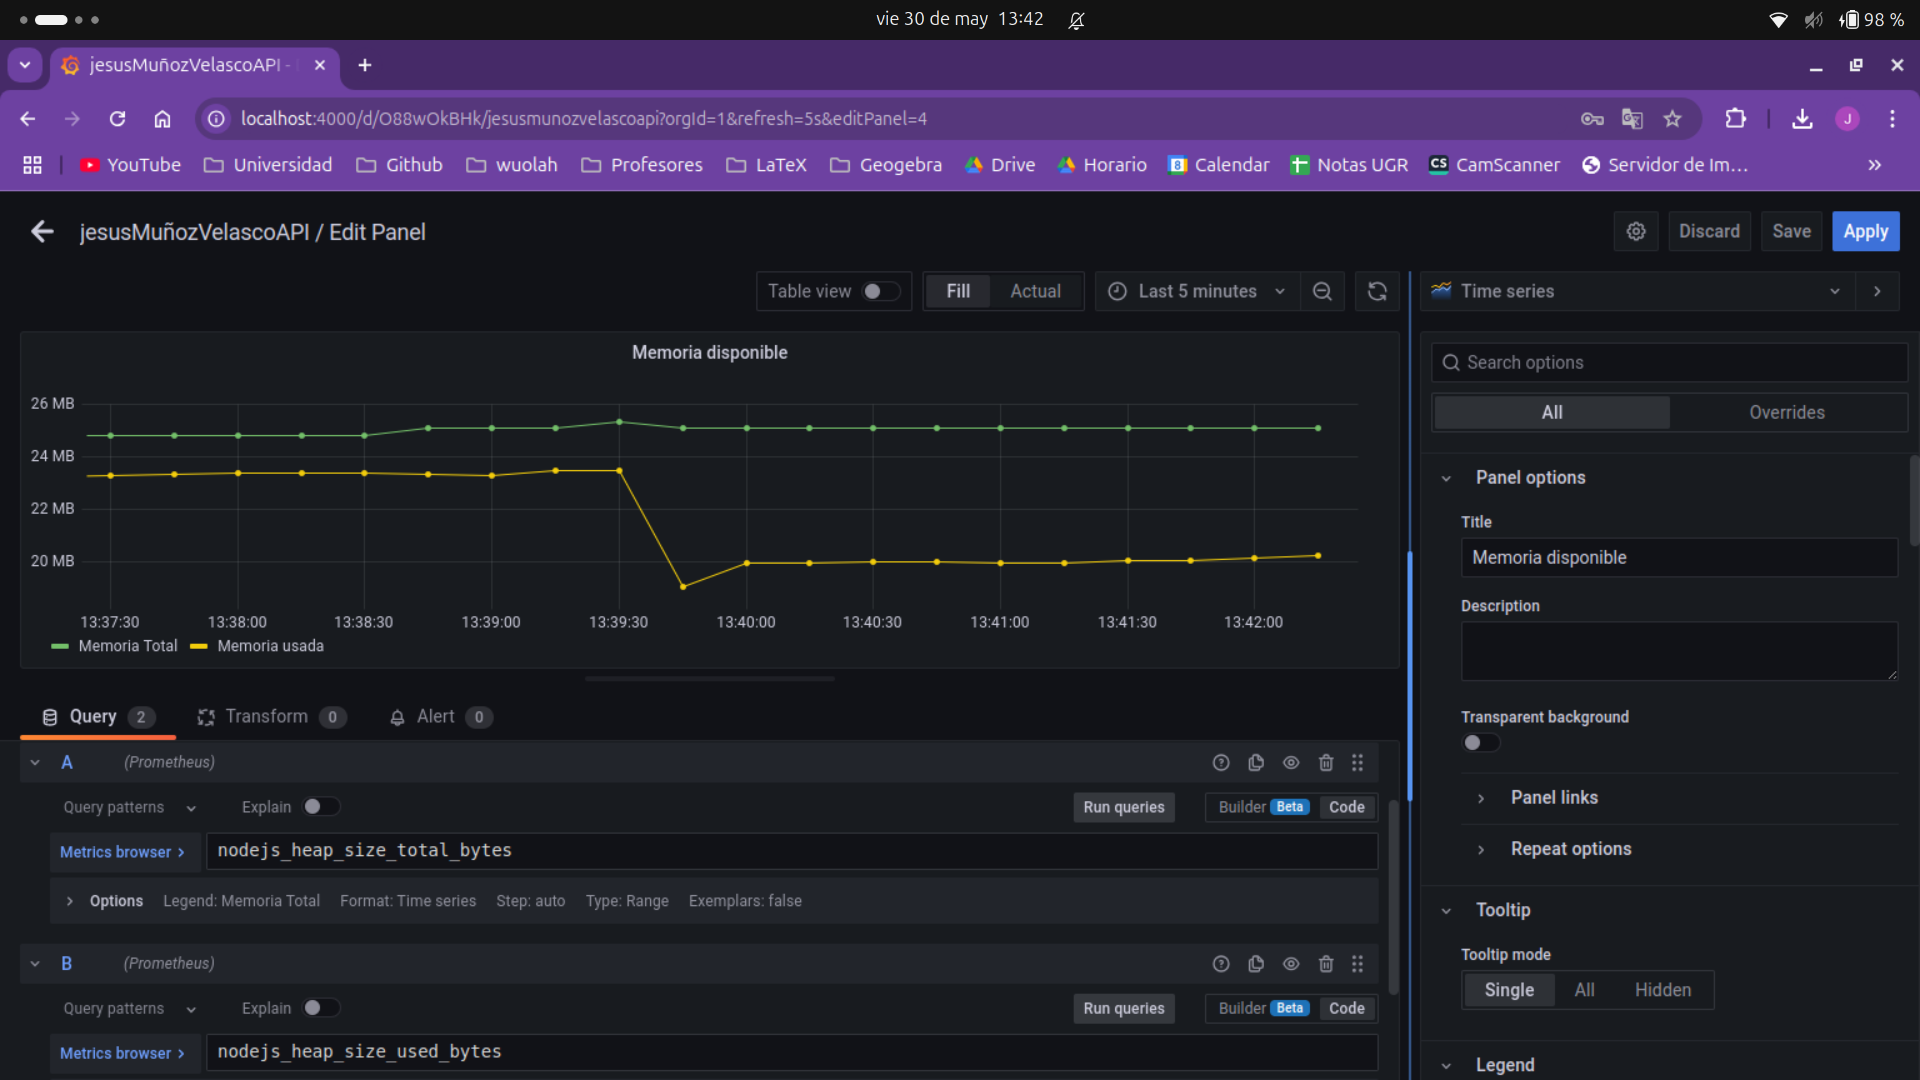 vie 30 de may 13:42
98 %
jesusMuñozVelascoAPI -
localhost:4000/d/O88wOkBHk/jesusmunozvelascoapi?orgId=1&refresh=5s&editPanel=4
J
YouTube Universidad Github wuolah Profesores LaTeX Geogebra Drive Horario 8 Calendar Notas UGR CS CamScanner Servidor de Im...
jesusMuñozVelascoAPI / Edit Panel
Discard Save Apply
Table view Fill Actual Last 5 minutes
Time series
Memoria disponible
26 MB
24 MB
22 MB
20 MB
13:37:30 13:38:00 13:38:30 13:39:00 13:39:30 13:40:00 13:40:30 13:41:00 13:41:30 13:42:00
Memoria Total Memoria usada
Query 2 Transform 0 Alert 0
A (Prometheus)
Query patterns Explain Run queries Builder Beta Code
Metrics browser > nodejs_heap_size_total_bytes
> Options Legend: Memoria Total Format: Time series Step: auto Type: Range Exemplars: false
B (Prometheus)
Query patterns Explain Run queries Builder Beta Code
Metrics browser > nodejs_heap_size_used_bytes
Search options
All Overrides
Panel options
Title
Memoria disponible
Description
Transparent background
Panel links
Repeat options
Tooltip
Tooltip mode
Single All Hidden
Legend